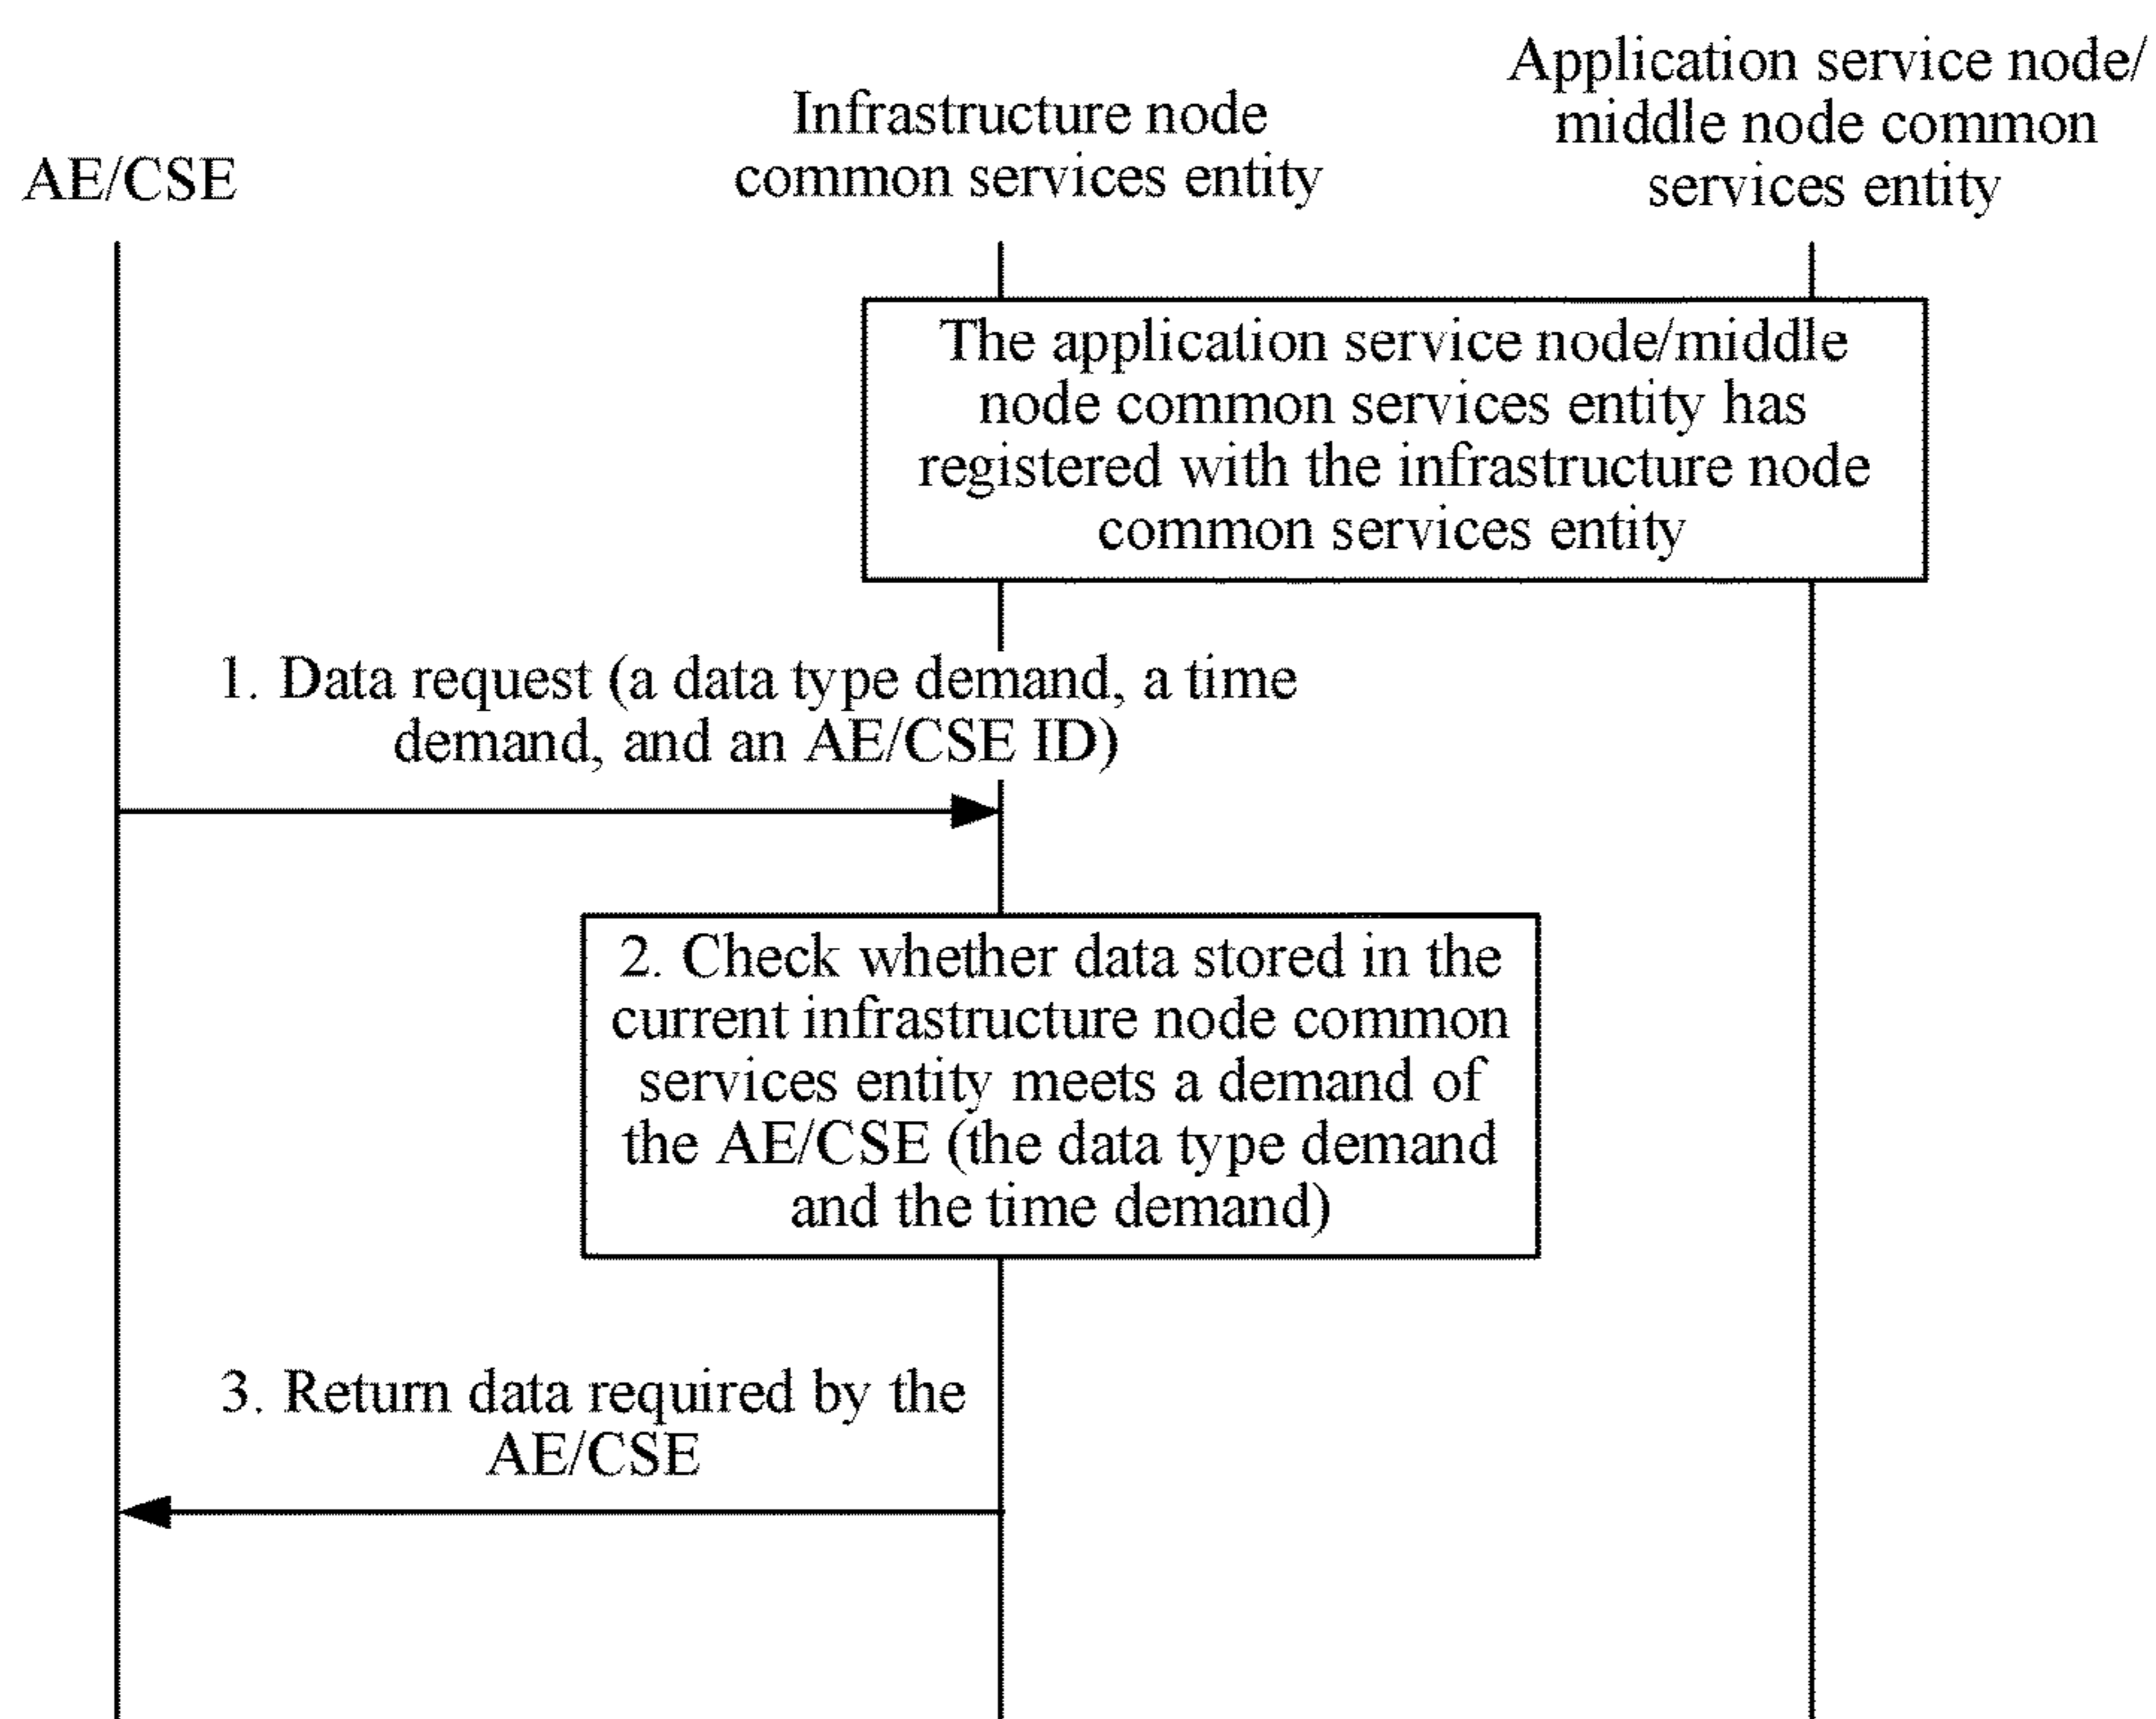 AE/CSE
Infrastructure node
common services entity
Application service node/
middle node common
services entity
The application service node/middle
node common services entity has
registered with the infrastructure node
common services entity
1. Data request (a data type demand, a time
demand, and an AE/CSE ID)
2. Check whether data stored in the
current infrastructure node common
services entity meets a demand of
the AE/CSE (the data type demand
and the time demand)
3. Return data required by the
AE/CSE